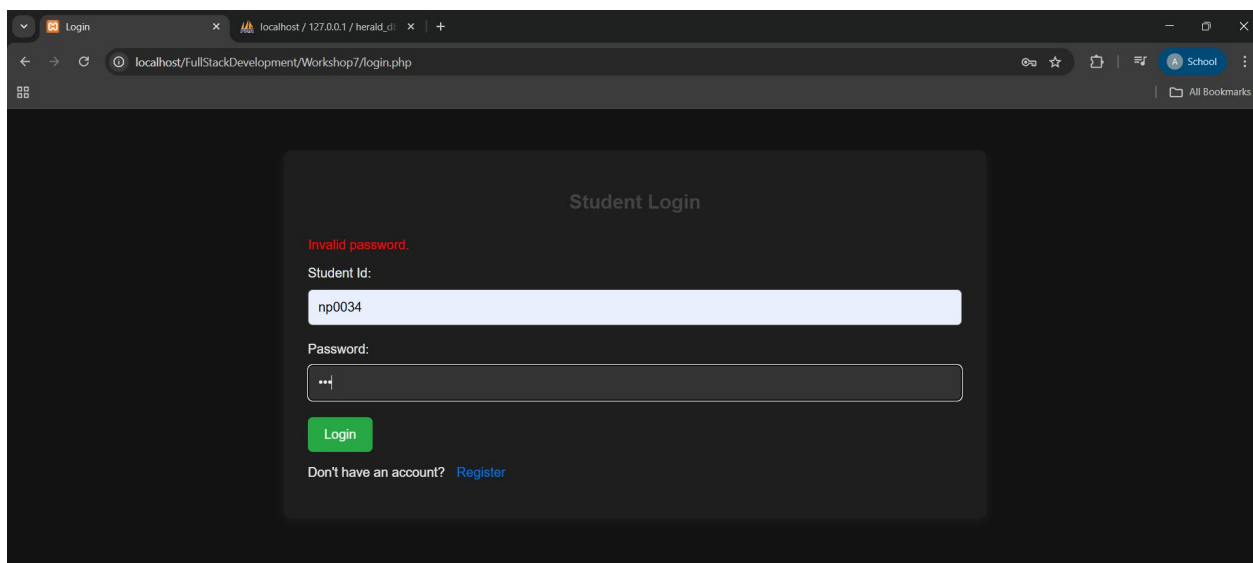 Login
localhost / 127.0.0.1 / herald_d
localhost/FullStackDevelopment/Workshop7/login.php
A School
All Bookmarks
Student Login
Invalid password.
Student Id:
np0034
Password:
•••
Login
Don't have an account? Register